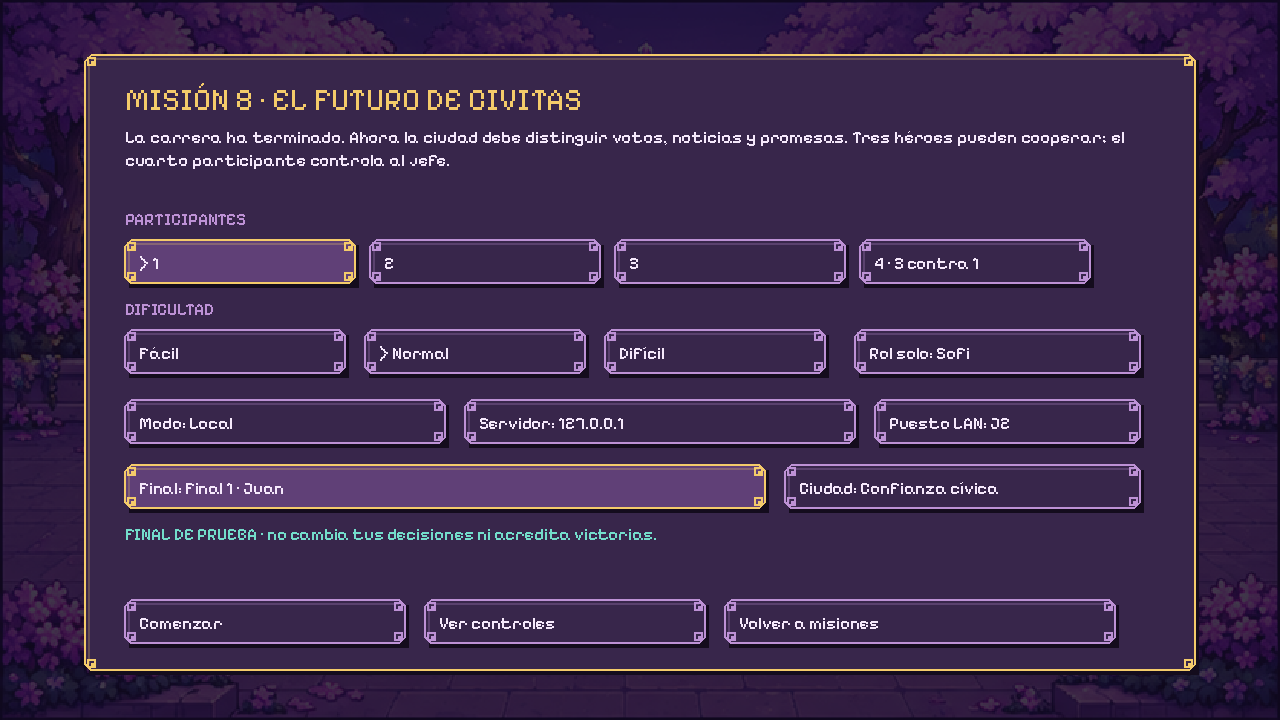 MISIÓN 8 · EL FUTURO DE CIVITAS
La carrera ha terminado. Ahora la ciudad debe distinguir votos, noticias y promesas. Tres héroes pueden cooperar; el
cuarto participante controla al jefe.
PARTICIPANTES
> 1
2
3
4 · 3 contra 1
DIFICULTAD
Fácil
> Normal
Difícil
Rol solo: Sofi
Modo: Local
Servidor: 127.0.0.1
Puesto LAN: J2
Final: Final 1 · Juan
Ciudad: Confianza cívica
FINAL DE PRUEBA · no cambia tus decisiones ni acredita victorias.
Comenzar
Ver controles
Volver a misiones